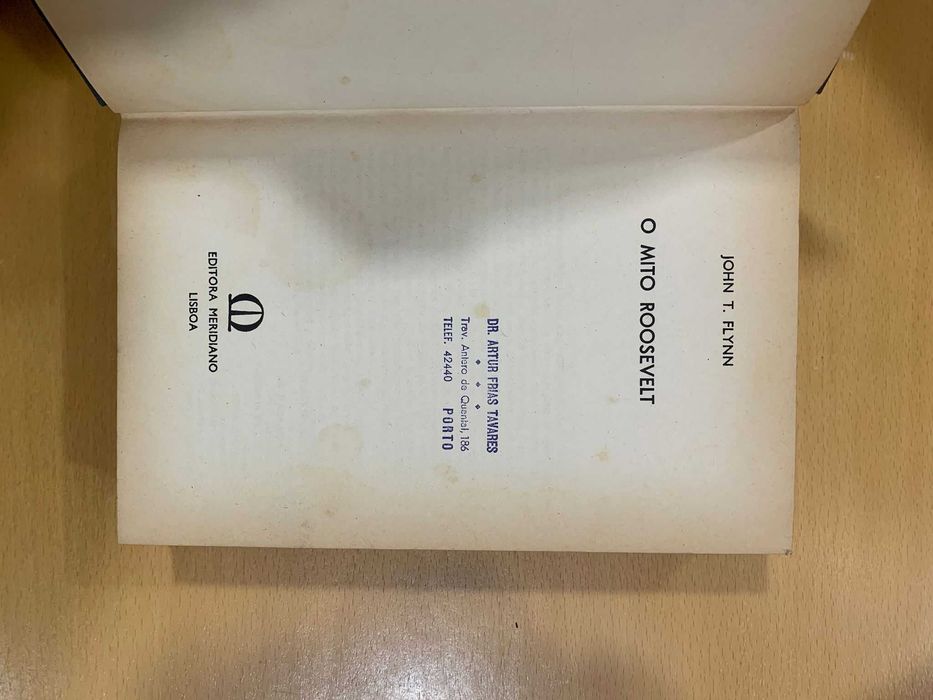 JOHN T. FLYNN
O MITO ROOSEVELT
DR. ARTUR FRIAS TAVARES
Trav. Antero de Quental, 186
TELEF. 42440 PORTO
EDITORA MERIDIANO
LISBOA